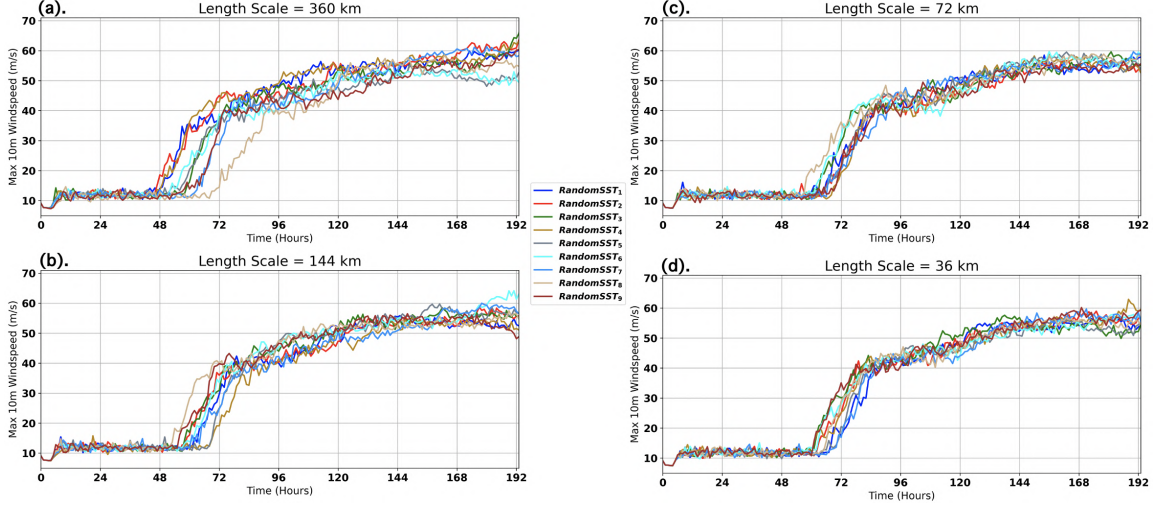 (a).
Length Scale = 360 km
Max 10m Windspeed (m/s)
70
60
50
40
30
20
10
0 24 48 72 96 120 144 168 192
Time (Hours)
(b).
Length Scale = 144 km
Max 10m Windspeed (m/s)
70
60
50
40
30
20
10
0 24 48 72 96 120 144 168 192
Time (Hours)
RandomSST1
RandomSST2
RandomSST3
RandomSST4
RandomSST5
RandomSST6
RandomSST7
RandomSST8
RandomSST9
(c).
Length Scale = 72 km
Max 10m Windspeed (m/s)
70
60
50
40
30
20
10
0 24 48 72 96 120 144 168 192
Time (Hours)
(d).
Length Scale = 36 km
Max 10m Windspeed (m/s)
70
60
50
40
30
20
10
0 24 48 72 96 120 144 168 192
Time (Hours)